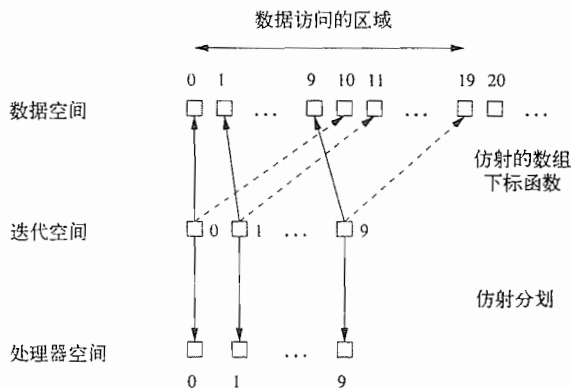 数据访问的区域
0 1 9 10 11 19 20
数据空间 ... ... ...
仿射的数组
下标函数
迭代空间 0 1 ... 9
仿射分划
处理器空间 ...
0 1 9